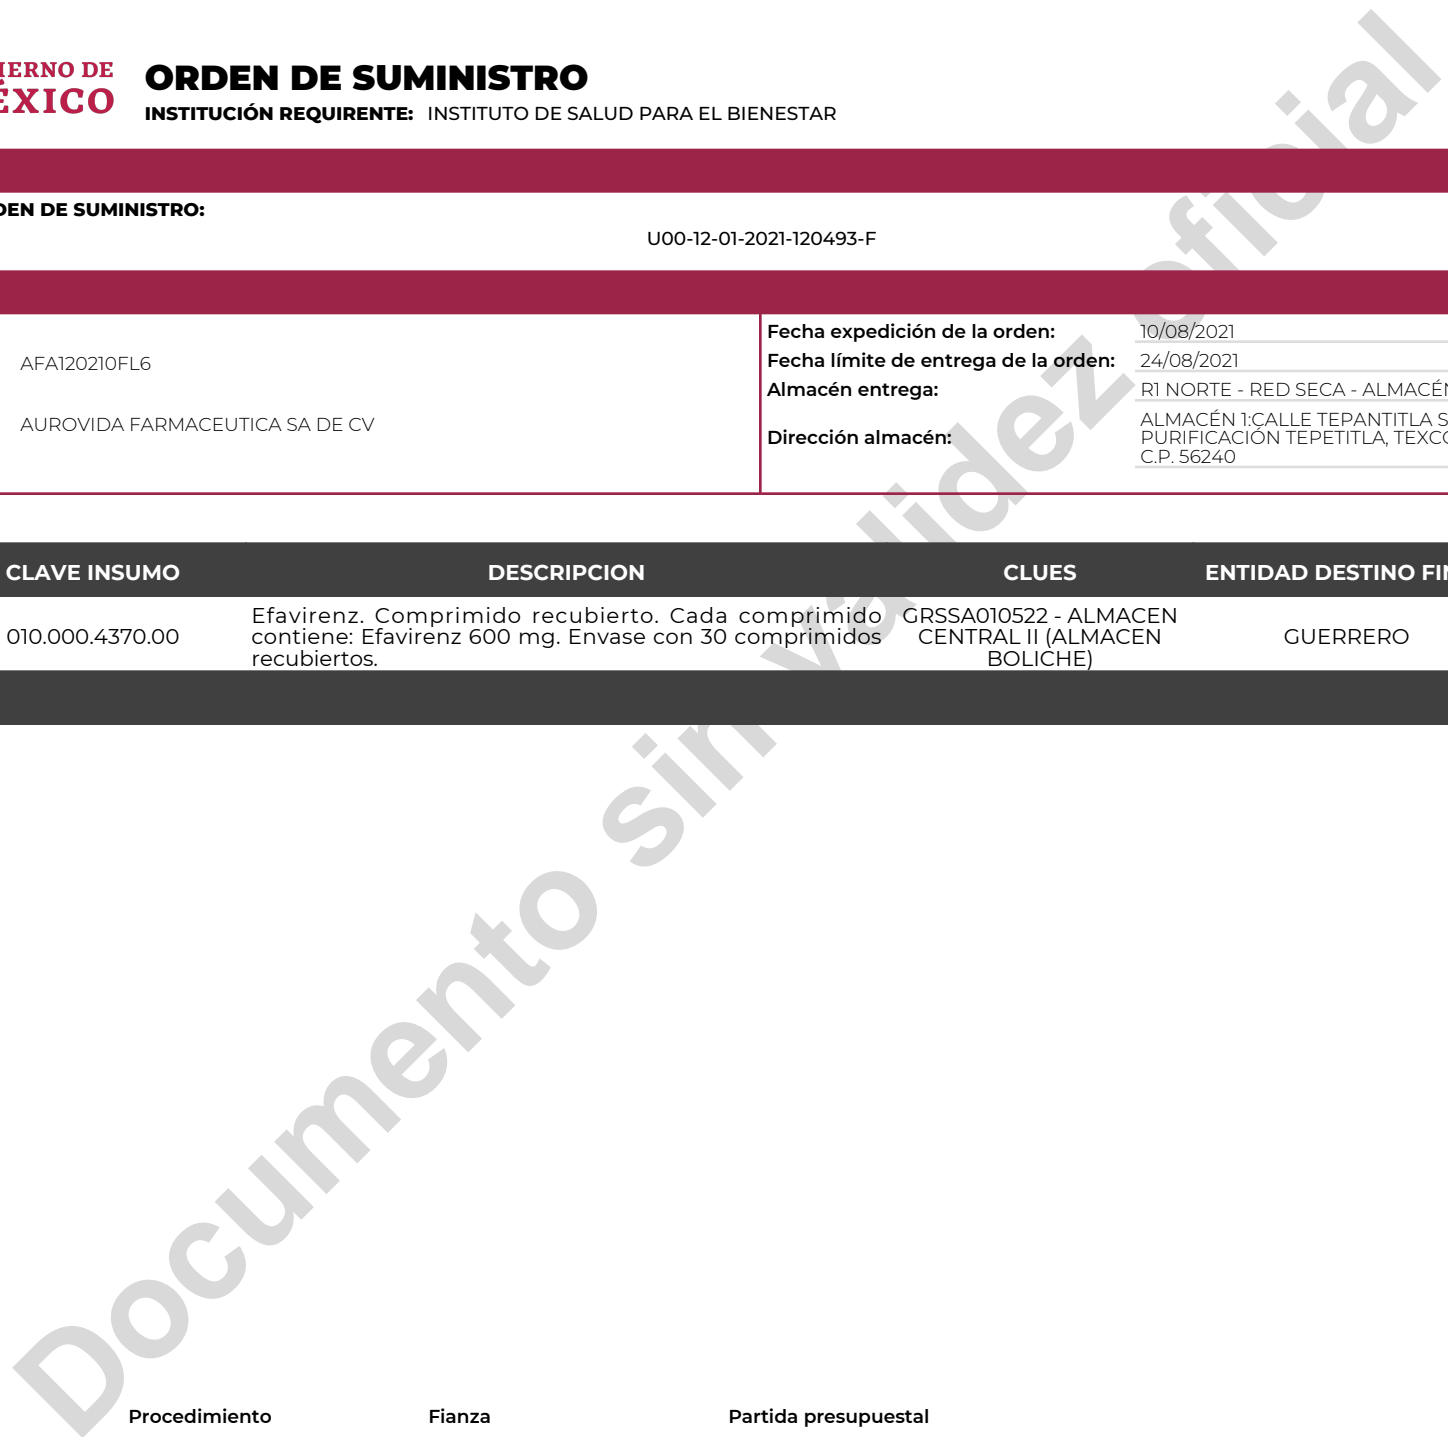 IERNO DE
ÉXICO
ORDEN DE SUMINISTRO
INSTITUCIÓN REQUIRENTE: INSTITUTO DE SALUD PARA EL BIENESTAR
DEN DE SUMINISTRO:
U00-12-01-2021-120493-F
AFA120210FL6
AUROVIDA FARMACEUTICA SA DE CV
Fecha expedición de la orden: 10/08/2021
Fecha límite de entrega de la orden: 24/08/2021
Almacén entrega: R1 NORTE - RED SECA - ALMACÉN
Dirección almacén: ALMACÉN 1:CALLE TEPANTITLA S
PURIFICACIÓN TEPETITLA, TEXCO
C.P. 56240
CLAVE INSUMO DESCRIPCION CLUES ENTIDAD DESTINO FIN
010.000.4370.00
Efavirenz. Comprimido recubierto. Cada comprimido
contiene: Efavirenz 600 mg. Envase con 30 comprimidos
recubiertos.
GRSSA010522 - ALMACEN
CENTRAL II (ALMACEN
BOLICHE)
GUERRERO
Documento sin validez oficial
Procedimiento Fianza Partida presupuestal